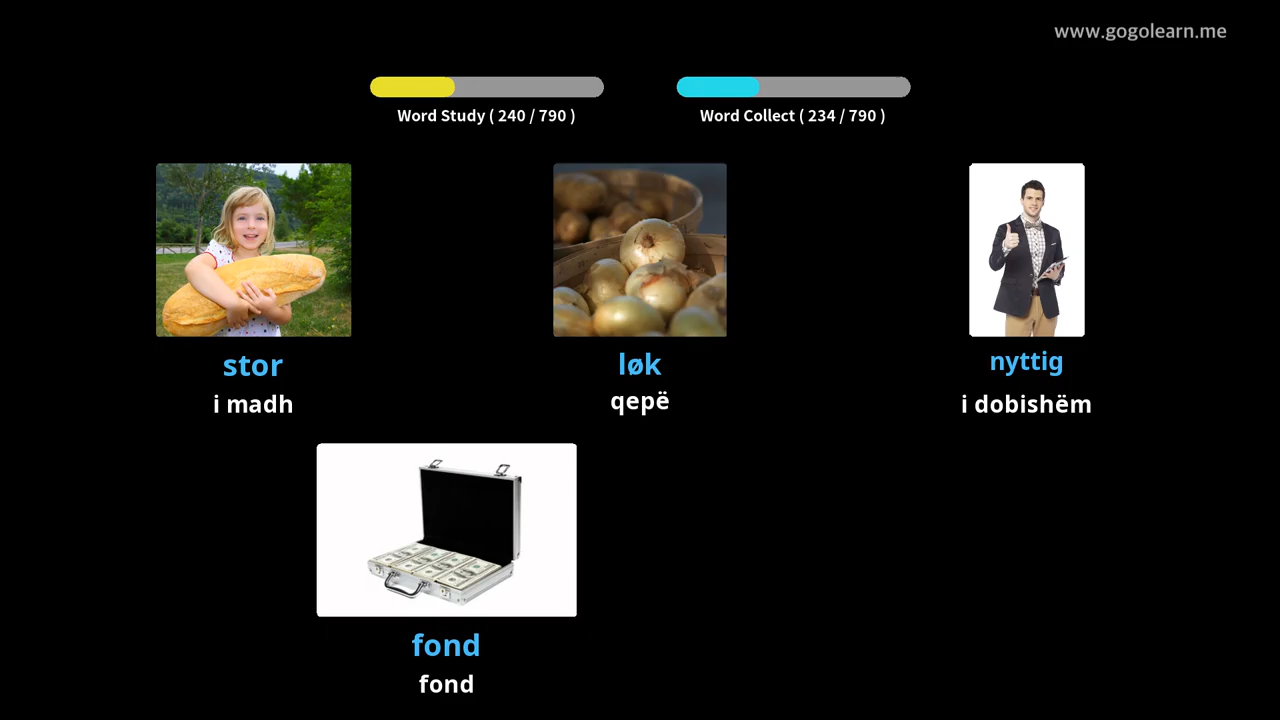 www.gogolearn.me
Word Study ( 240 / 790 )
Word Collect ( 234 / 790 )
stor
i madh
løk
qepë
nyttig
i dobishëm
fond
fond